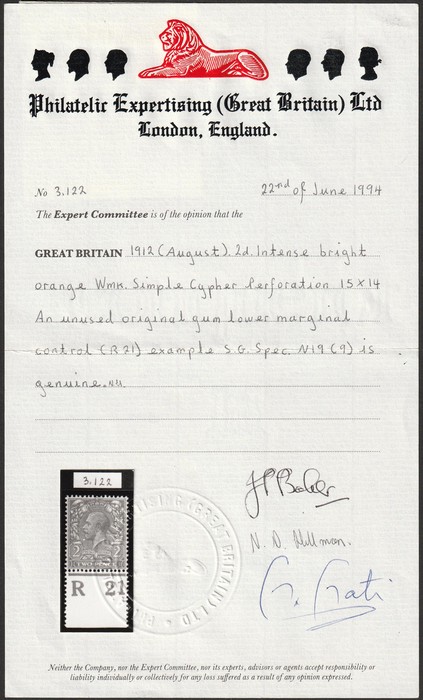 Philatelic Expertising (Great Britain) Ltd
London, England.
No 3.122 22nd of June 1994
The Expert Committee is of the opinion that the
GREAT BRITAIN 1912 (August). 2d. Intense bright
orange Wmk. Simple Cypher Perforation 15 X 14
An unused original gum lower marginal
control (R 21) example S.G. Spec. N19 (9) is
genuine.
3.122
R 21
N. D. Hillman.
Neither the Company, nor the Expert Committee, nor its experts, advisors or agents accept responsibility or
liability individually or collectively for any loss suffered as a result of any opinion expressed.